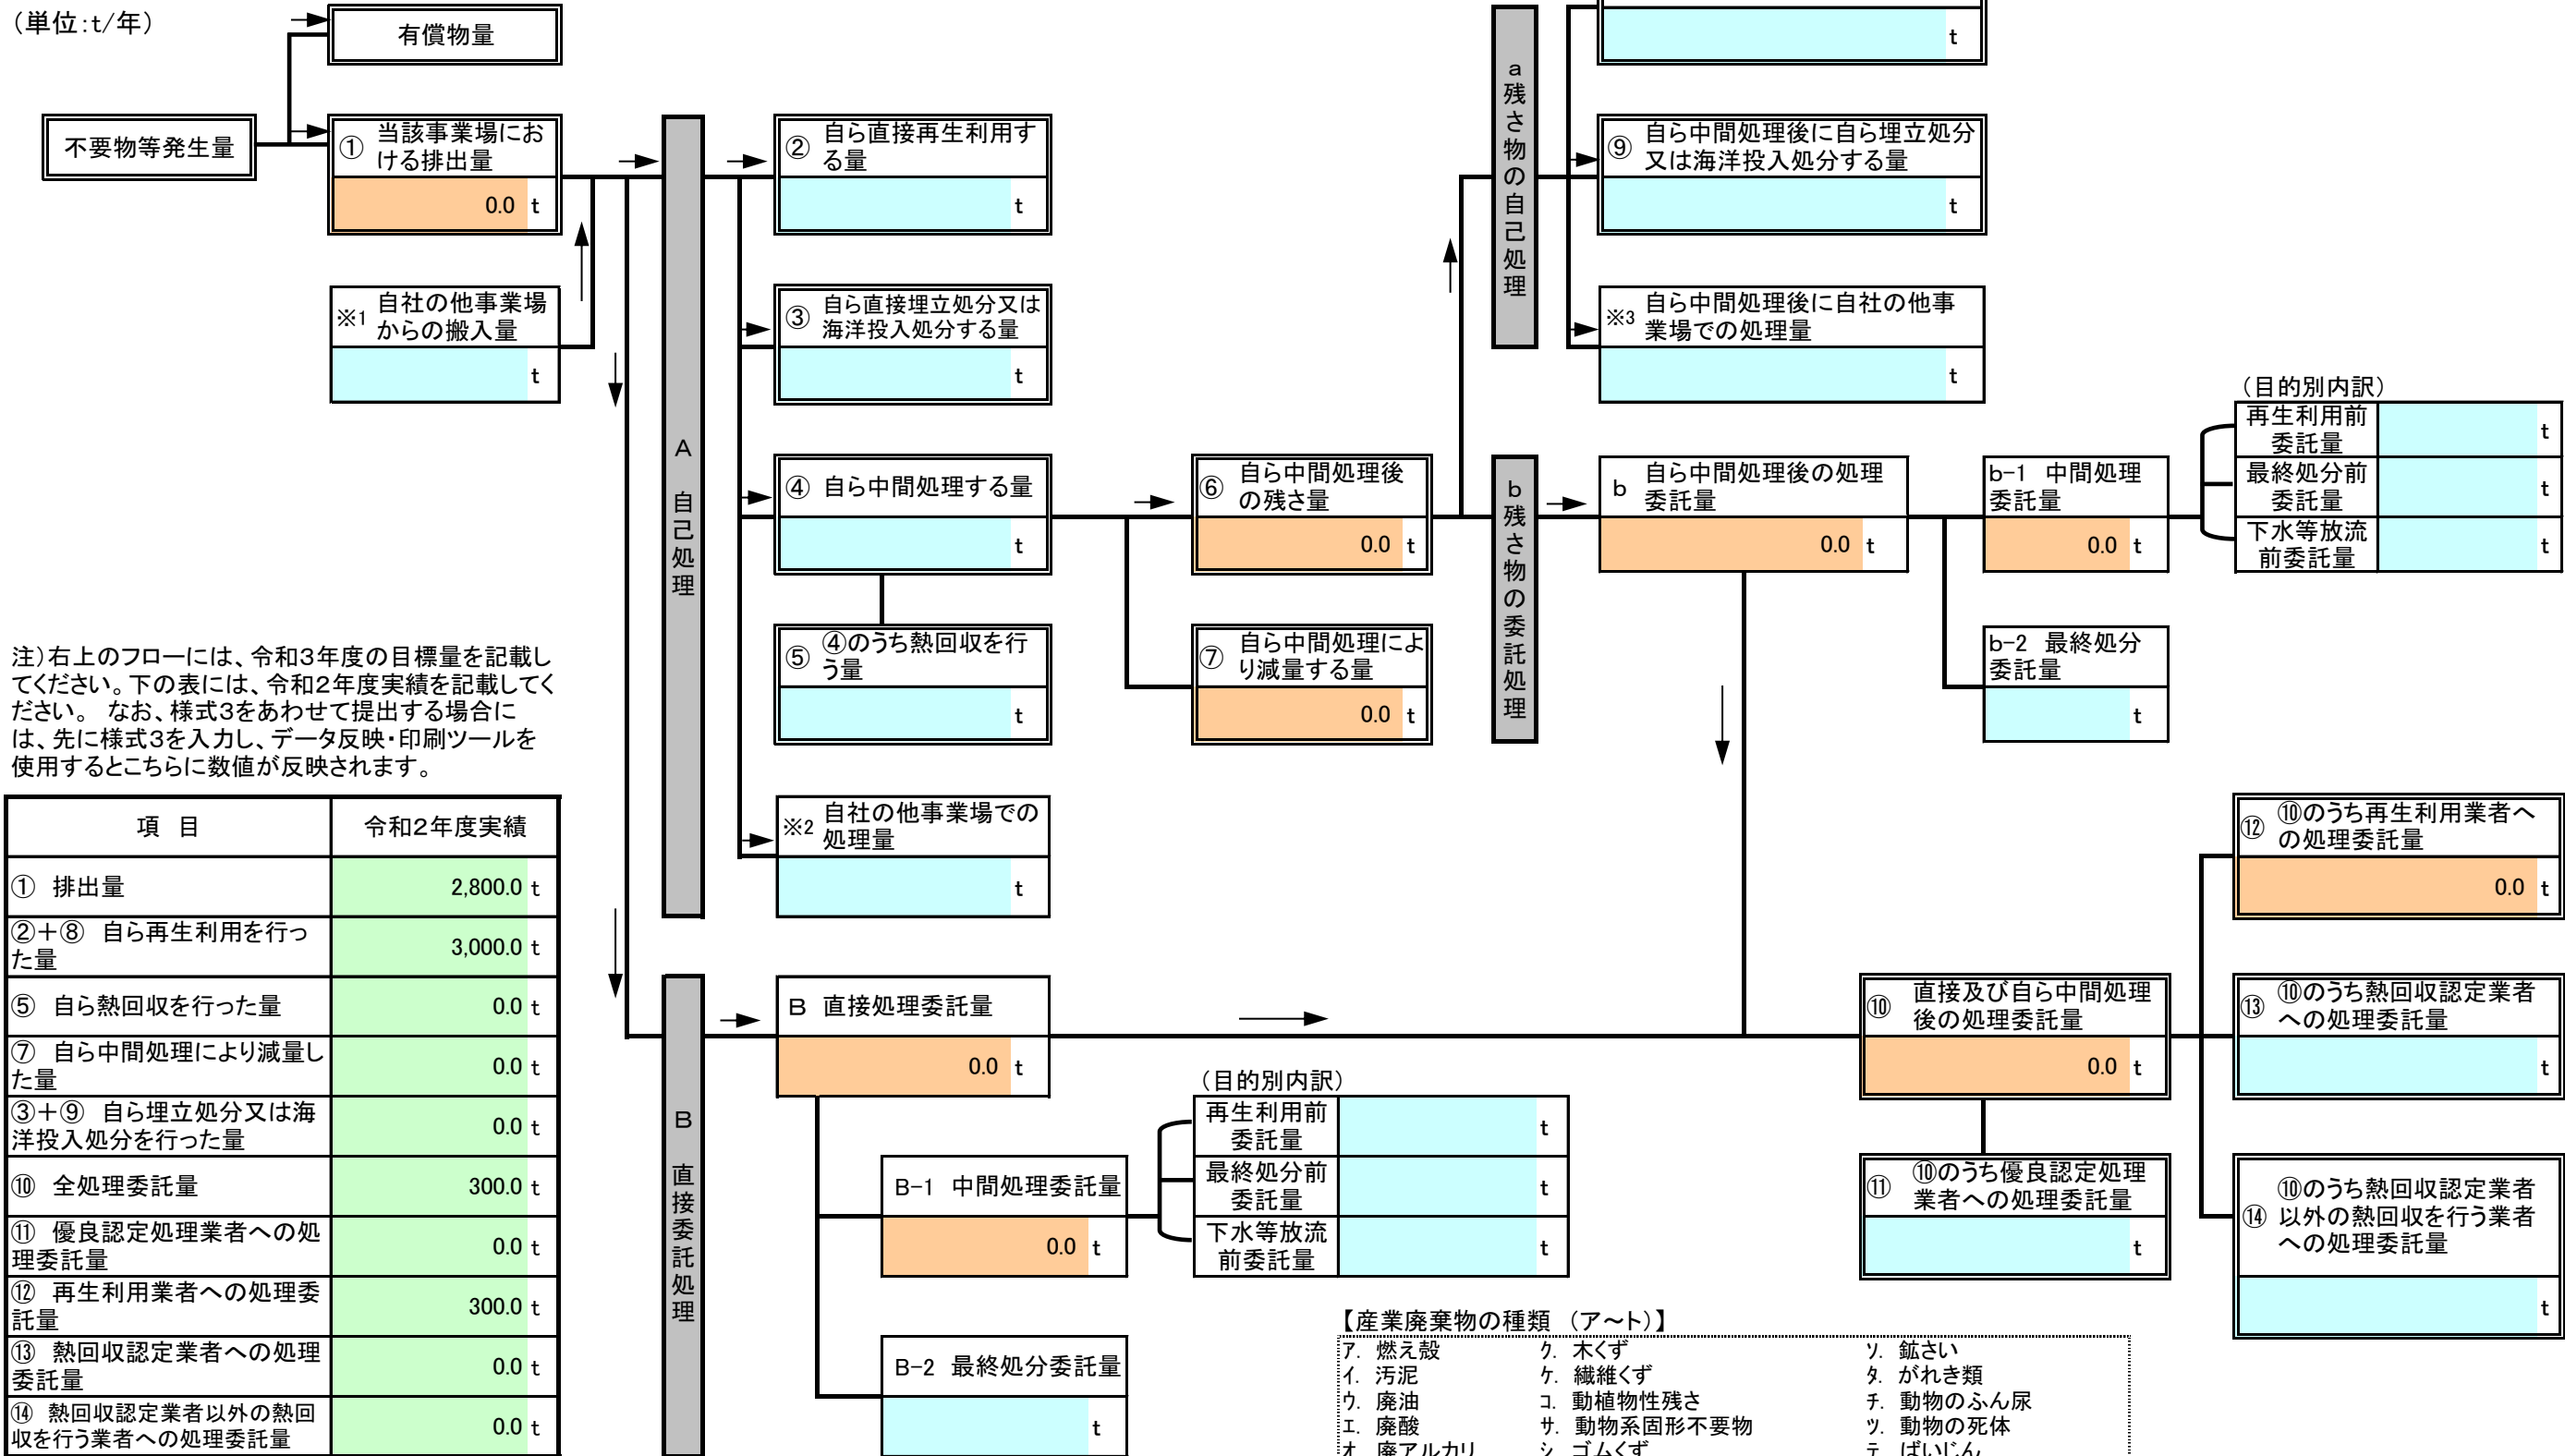 （単位：t/年）
有償物量
t
不要物等発生量
① 当該事業場にお
ける排出量
0.0 t
② 自ら直接再生利用す
る量
t
⑨ 自ら中間処理後に自ら埋立処分
又は海洋投入処分する量
t
a残さ物の自己処理
※1 自社の他事業場
からの搬入量
t
③ 自ら直接埋立処分又は
海洋投入処分する量
t
※3 自ら中間処理後に自社の他事
業場での処理量
t
A 自己処理
④ 自ら中間処理する量
t
⑥ 自ら中間処理後
の残さ量
0.0 t
b残さ物の委託処理
b 自ら中間処理後の処理
委託量
0.0 t
b-1 中間処理
委託量
0.0 t
（目的別内訳）
再生利用前
委託量
t
最終処分前
委託量
t
下水等放流
前委託量
t
⑤ ④のうち熱回収を行
う量
t
⑦ 自ら中間処理によ
り減量する量
0.0 t
b-2 最終処分
委託量
t
注）右上のフローには、令和３年度の目標量を記載し
てください。下の表には、令和２年度実績を記載してく
ださい。 なお、様式３をあわせて提出する場合に
は、先に様式３を入力し、データ反映・印刷ツールを
使用するとこちらに数値が反映されます。
※2 自社の他事業場での
処理量
t
項 目 令和２年度実績
① 排出量 2,800.0 t
②＋⑧ 自ら再生利用を行っ
た量 3,000.0 t
⑤ 自ら熱回収を行った量 0.0 t
⑦ 自ら中間処理により減量し
た量 0.0 t
③＋⑨ 自ら埋立処分又は海
洋投入処分を行った量 0.0 t
⑩ 全処理委託量 300.0 t
⑪ 優良認定処理業者への処
理委託量 0.0 t
⑫ 再生利用業者への処理委
託量 300.0 t
⑬ 熱回収認定業者への処理
委託量 0.0 t
⑭ 熱回収認定業者以外の熱回
収を行う業者への処理委託量 0.0 t
B 直接委託処理
B 直接処理委託量
0.0 t
B-1 中間処理委託量
0.0 t
（目的別内訳）
再生利用前
委託量
t
最終処分前
委託量
t
下水等放流
前委託量
t
B-2 最終処分委託量
t
⑩ 直接及び自ら中間処理
後の処理委託量
0.0 t
⑪ ⑩のうち優良認定処理
業者への処理委託量
t
⑫ ⑩のうち再生利用業者へ
の処理委託量
0.0 t
⑬ ⑩のうち熱回収認定業者
への処理委託量
t
⑭ ⑩のうち熱回収認定業者
以外の熱回収を行う業者
への処理委託量
t
【産業廃棄物の種類 （ア～ト）】
ア. 燃え殻 ク. 木くず ソ. 鉱さい
イ. 汚泥 ケ. 繊維くず タ. がれき類
ウ. 廃油 コ. 動植物性残さ チ. 動物のふん尿
エ. 廃酸 サ. 動物系固形不要物 ツ. 動物の死体
オ. 廃アルカリ シ. ゴムくず テ. ばいじん